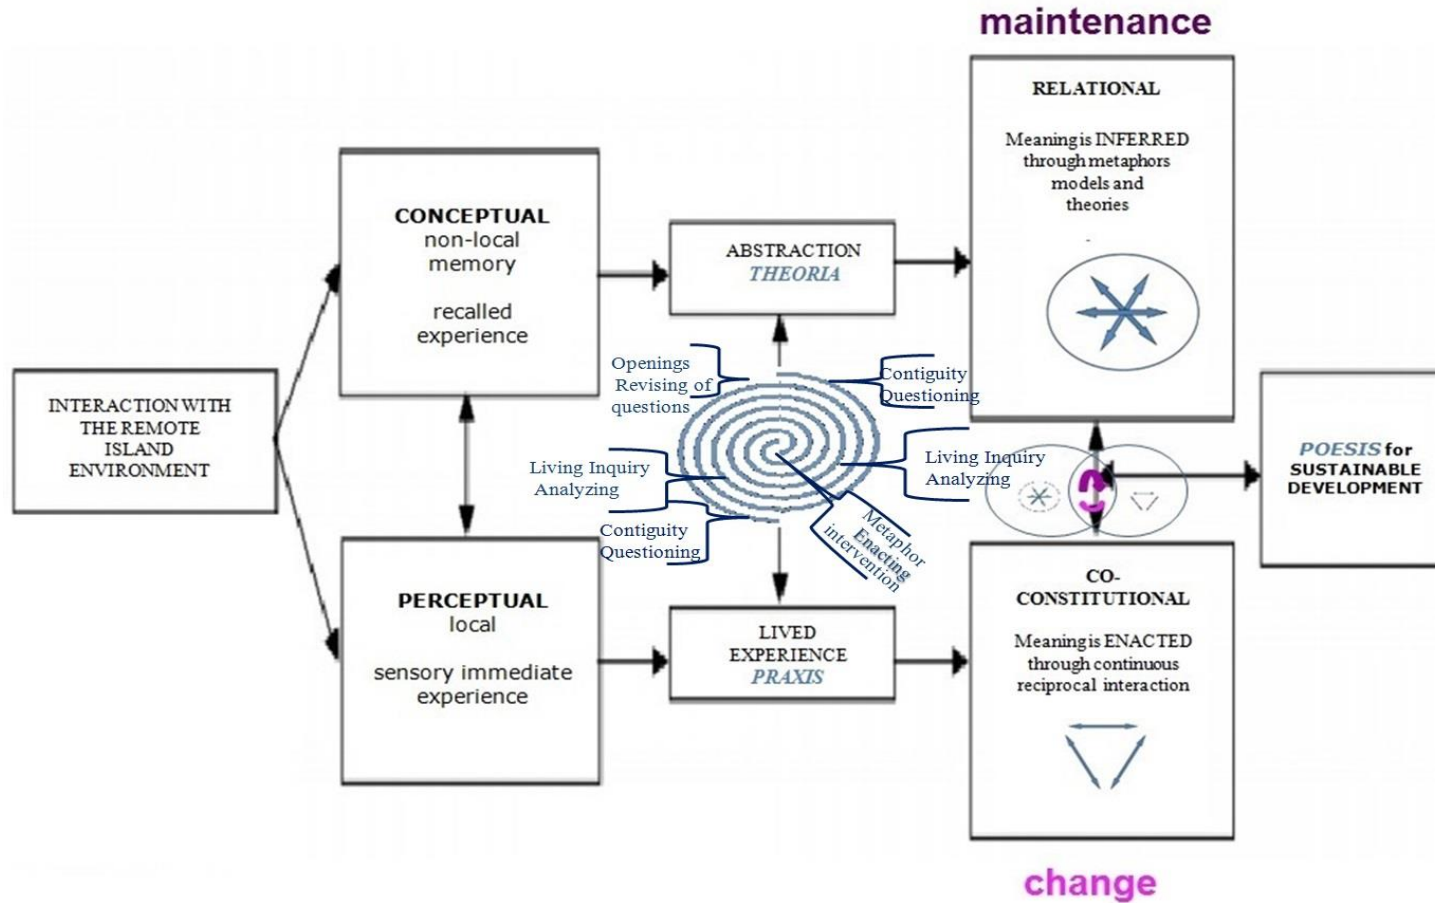 maintenance
RELATIONAL
Meaning is INFERRED
through metaphors
models and
theories
CONCEPTUAL
non-local
memory
recalled
experience
ABSTRACTION
THEORIA
INTERACTION WITH
THE REMOTE
ISLAND
ENVIRONMENT
Openings
Revising of
questions
Contiguity
Questioning
Living Inquiry
Analyzing
Living Inquiry
Analyzing
Contiguity
Questioning
Metaphor
Enacting
intervention
POESIS for
SUSTAINABLE
DEVELOPMENT
PERCEPTUAL
local
sensory immediate
experience
LIVED
EXPERIENCE
PRAXIS
CO-
CONSTITUTIONAL
Meaning is ENACTED
through continuous
reciprocal interaction
change